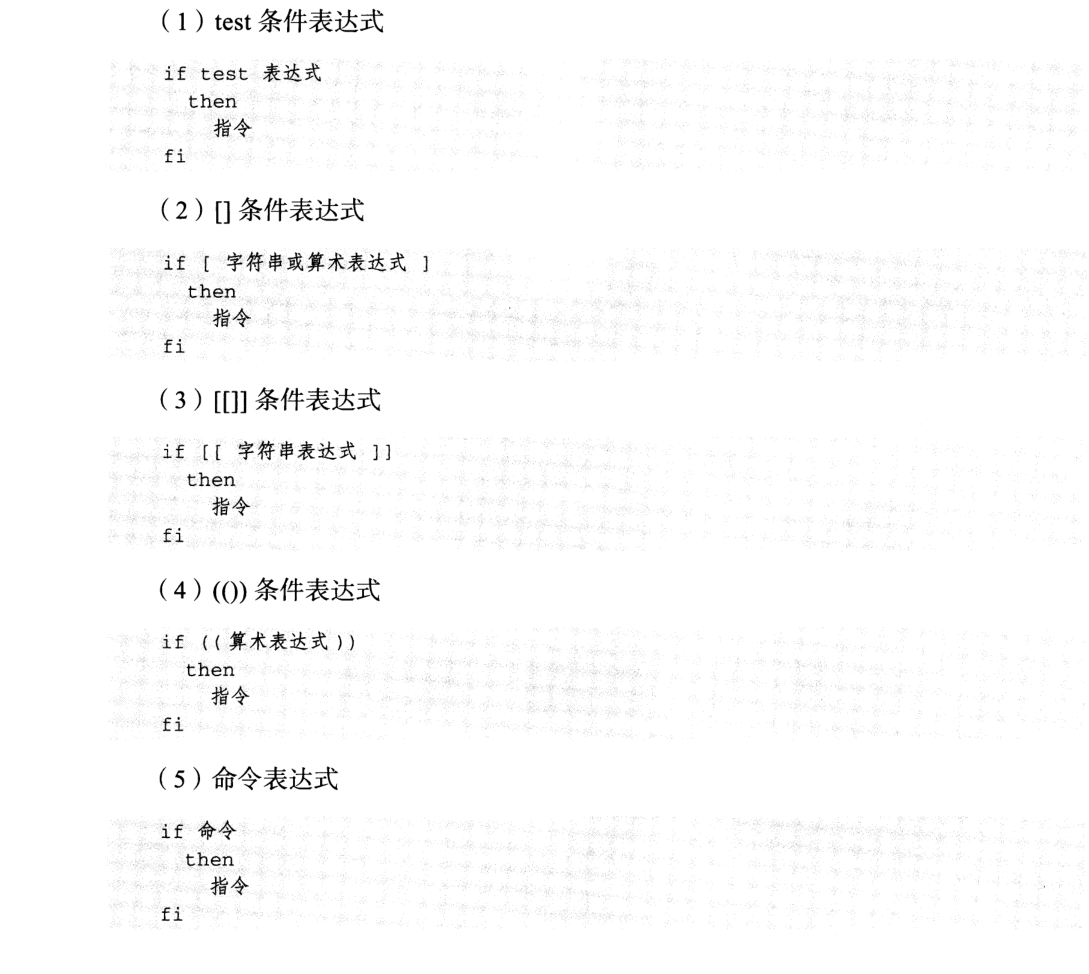 （1）test 条件表达式
if test 表达式
then
指令
fi
（2）[] 条件表达式
if [ 字符串或算术表达式 ]
then
指令
fi
（3）[[]] 条件表达式
if [[ 字符串表达式 ]]
then
指令
fi
（4）(()) 条件表达式
if ((算术表达式))
then
指令
fi
（5）命令表达式
if 命令
then
指令
fi